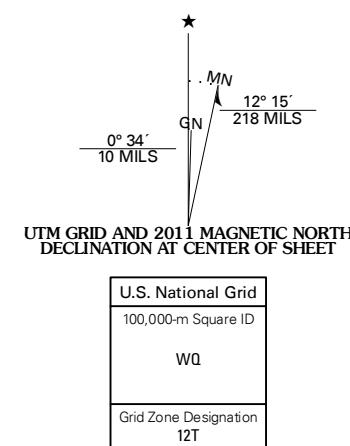 ★
MN
GN
12° 15´
218 MILS
0° 34´
10 MILS
UTM GRID AND 2011 MAGNETIC NORTH
DECLINATION AT CENTER OF SHEET
U.S. National Grid
100,000-m Square ID
WQ
Grid Zone Designation
12T